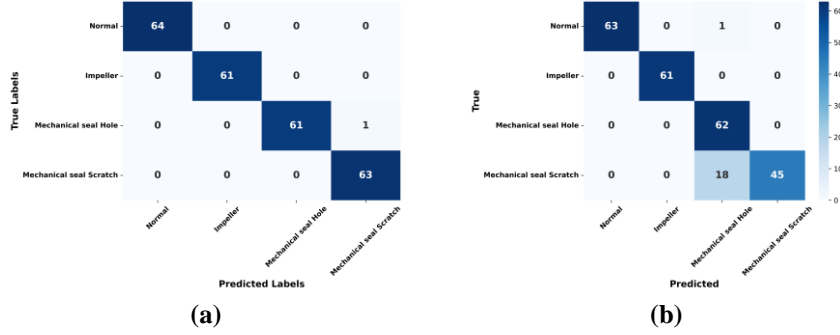 True Labels
Normal 64 0 0 0
Impeller 0 61 0 0
Mechanical seal Hole 0 0 61 1
Mechanical seal Scratch 0 0 0 63
Normal
Impeller
Mechanical seal Hole
Mechanical seal Scratch
Predicted Labels
(a)
True
Normal 63 0 1 0
Impeller 0 61 0 0
Mechanical seal Hole 0 0 62 0
Mechanical seal Scratch 0 0 18 45
Normal
Impeller
Mechanical seal Hole
Mechanical seal Scratch
Predicted
60
50
40
30
20
10
0
(b)